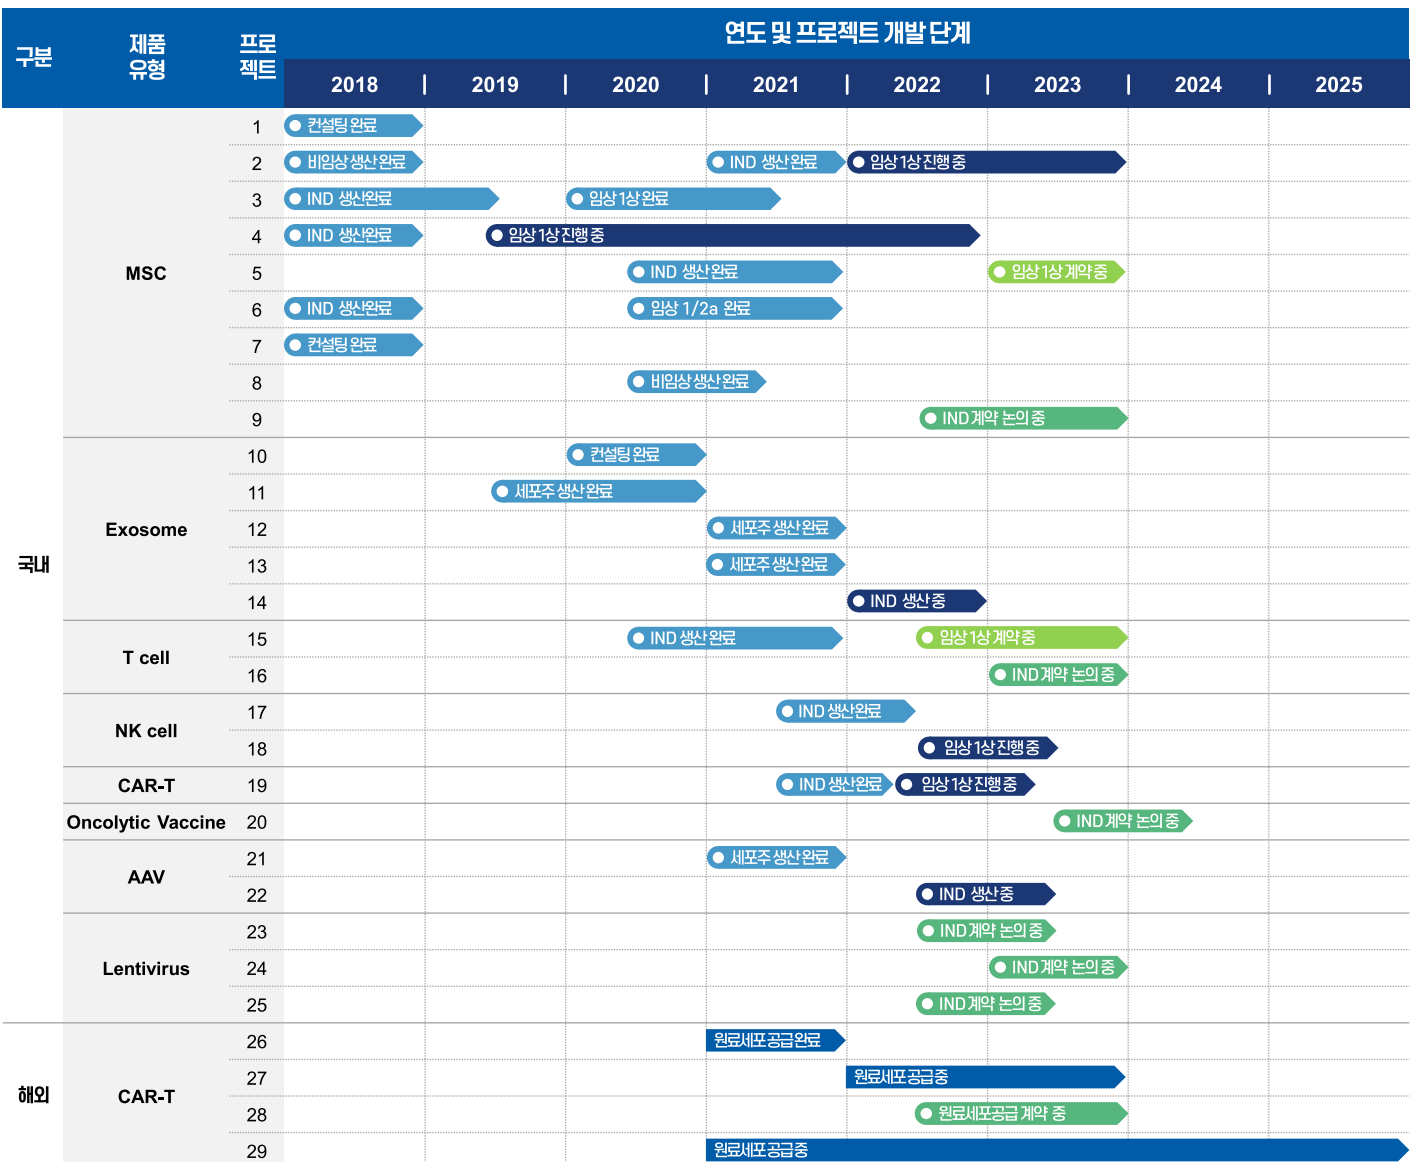 구분
제품
유형
프로
젝트
연도 및 프로젝트 개발 단계
2018
2019
2020
2021
2022
2023
2024
2025
국내
MSC
1 컨설팅 완료
2 비임상 생산 완료 IND 생산 완료 임상 1상 진행 중
3 IND 생산완료 임상 1상 완료
4 IND 생산완료 임상 1상 진행 중
5 IND 생산 완료 임상 1상 계약 중
6 IND 생산완료 임상 1/2a 완료
7 컨설팅 완료
8 비임상 생산 완료
9 IND 계약 논의 중
Exosome
10 컨설팅 완료
11 세포주 생산 완료
12 세포주 생산 완료
13 세포주 생산 완료
14 IND 생산 중
T cell
15 IND 생산 완료 임상 1상 계약 중
16 IND 계약 논의 중
NK cell
17 IND 생산 완료
18 임상 1상 진행 중
CAR-T
19 IND 생산 완료 임상 1상 진행 중
Oncolytic Vaccine
20 IND 계약 논의 중
AAV
21 세포주 생산 완료
22 IND 생산 중
Lentivirus
23 IND 계약 논의 중
24 IND 계약 논의 중
25 IND 계약 논의 중
해외
CAR-T
26 원료세포 공급 완료
27 원료세포 공급 중
28 원료세포 공급 계약 중
29 원료세포 공급 중